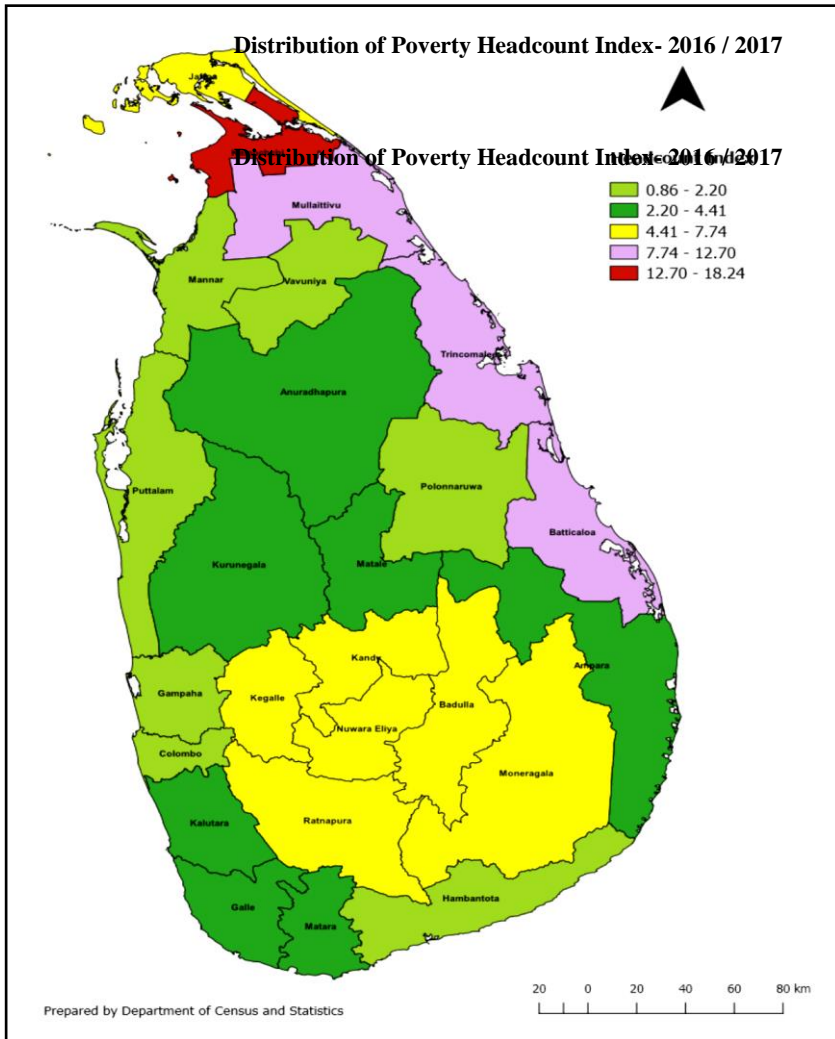 Distribution of Poverty Headcount Index- 2016 / 2017
Jaffna
Distribution of Poverty Headcount Index- 2016 / 2017
Headcount Index
0.86 - 2.20
2.20 - 4.41
4.41 - 7.74
7.74 - 12.70
12.70 - 18.24
Mullaittivu
Mannar
Vavuniya
Trincomalee
Anuradhapura
Polonnaruwa
Puttalam
Batticaloa
Kurunegala
Matale
Kandy
Ampara
Gampaha
Kegalle
Badulla
Nuwara Eliya
Colombo
Moneragala
Kalutara
Ratnapura
Hambantota
Galle
Matara
20 0 20 40 60 80 km
Prepared by Department of Census and Statistics